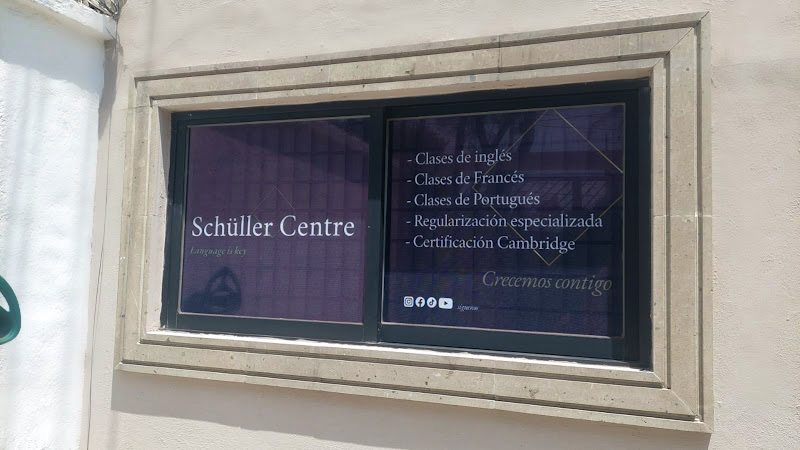 Schüller Centre
Language is key
- Clases de inglés
- Clases de Francés
- Clases de Portugués
- Regularización especializada
- Certificación Cambridge
Crecemos contigo
síguenos